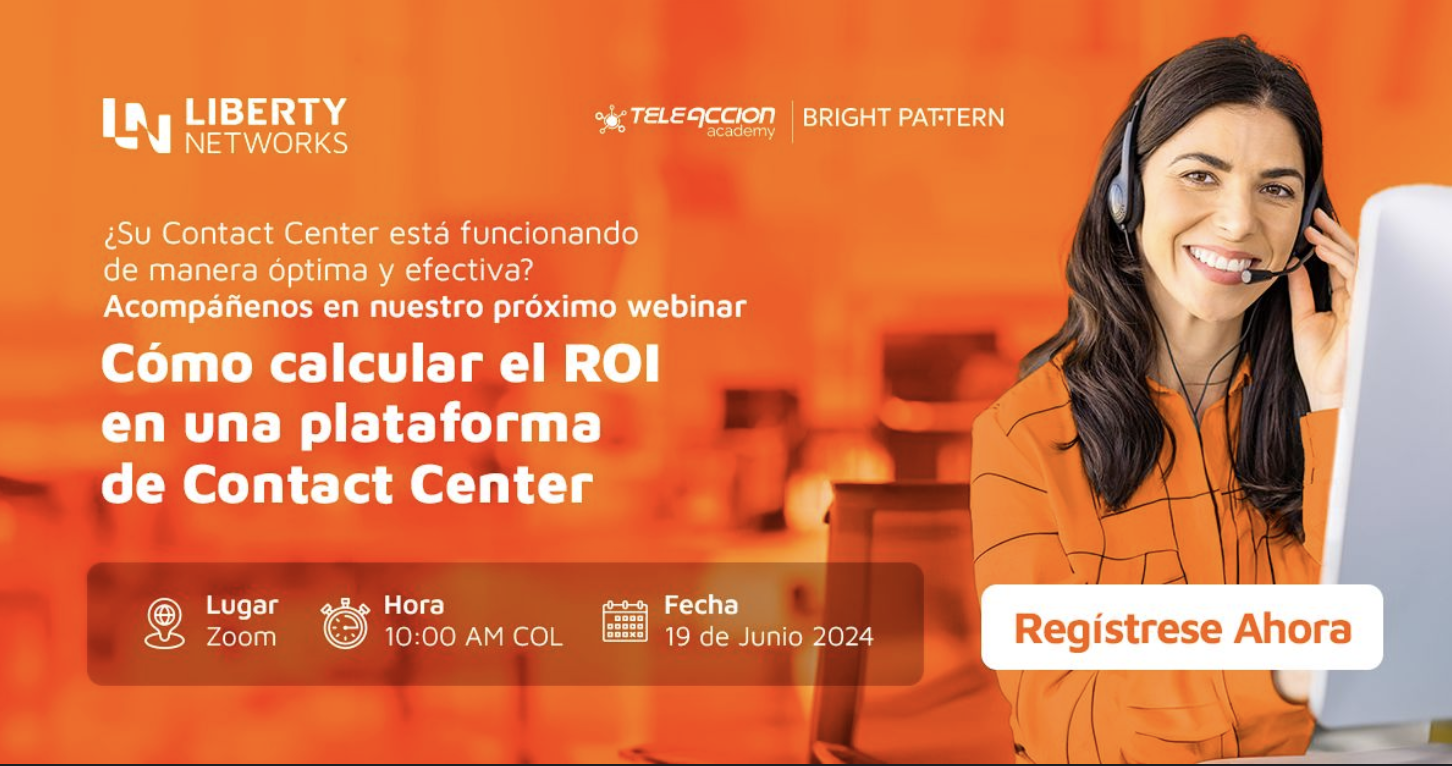 LIBERTY
NETWORKS
TELEACCION
academy
BRIGHT PATTERN
¿Su Contact Center está funcionando
de manera óptima y efectiva?
Acompáñenos en nuestro próximo webinar
Cómo calcular el ROI
en una plataforma
de Contact Center
Lugar
Zoom
Hora
10:00 AM COL
Fecha
19 de Junio 2024
Regístrese Ahora